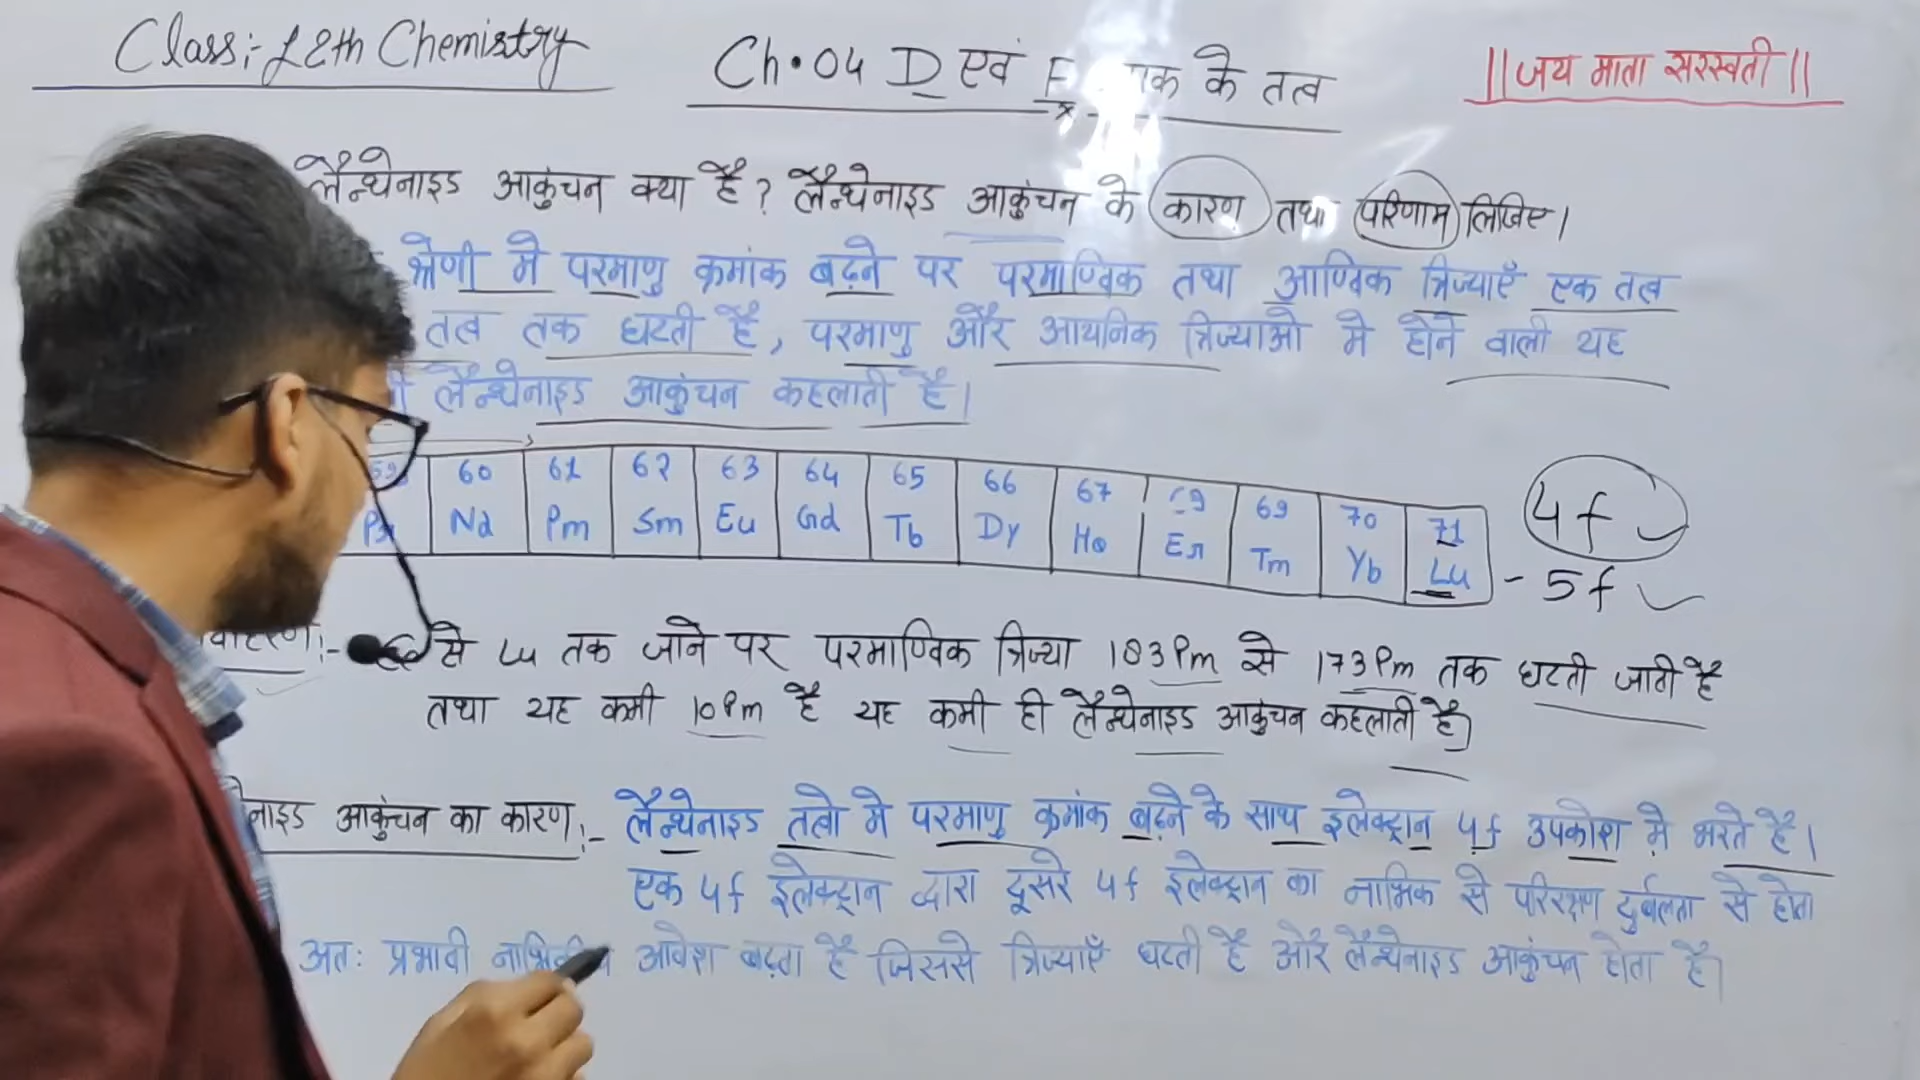 Class:- 12th Chemistry
Ch.04 D एवं F के तत्व
||जय माता सरस्वती||
लैन्थेनाइड आकुंचन क्या है? लैन्थेनाइड आकुंचन के कारण तथा परिणाम लिखिए।
श्रेणी मे परमाणु क्रमांक बढ़ने पर परमाण्विक तथा आण्विक त्रिज्याएँ एक तत्व
तत्व तक घटती है, परमाणु और आयनिक त्रिज्याओ मे होने वाली यह
लैन्थेनाइड आकुंचन कहलाती है।
59 60 61 62 63 64 65 66 67 69 70 71
Nd Pm Sm Eu Gd Tb Dy Ho Er Tm Yb Lu
4f
- 5f
से Lu तक जाने पर परमाण्विक त्रिज्या 183Pm से 173Pm तक घटती जाती है
तथा यह कमी 10Pm है यह कमी ही लैन्थेनाइड आकुंचन कहलाती है।
नाइड आकुंचन का कारण:- लैन्थेनाइड तत्वो मे परमाणु क्रमांक बढ़ने के साथ इलेक्ट्रान 4f उपकोश मे भरते है।
एक 4f इलेक्ट्रान द्वारा दूसरे 4f इलेक्ट्रान का नाभिक से परिरक्षण दुर्बलता से होता
अतः प्रभावी आवेश बढ़ता है जिससे त्रिज्याएँ घटती है और लैन्थेनाइड आकुंचन होता है।